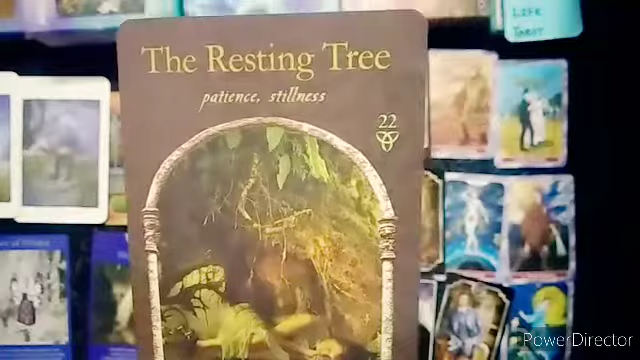 LIFE
TAROT
The Resting Tree
patience, stillness
22
PowerDirector